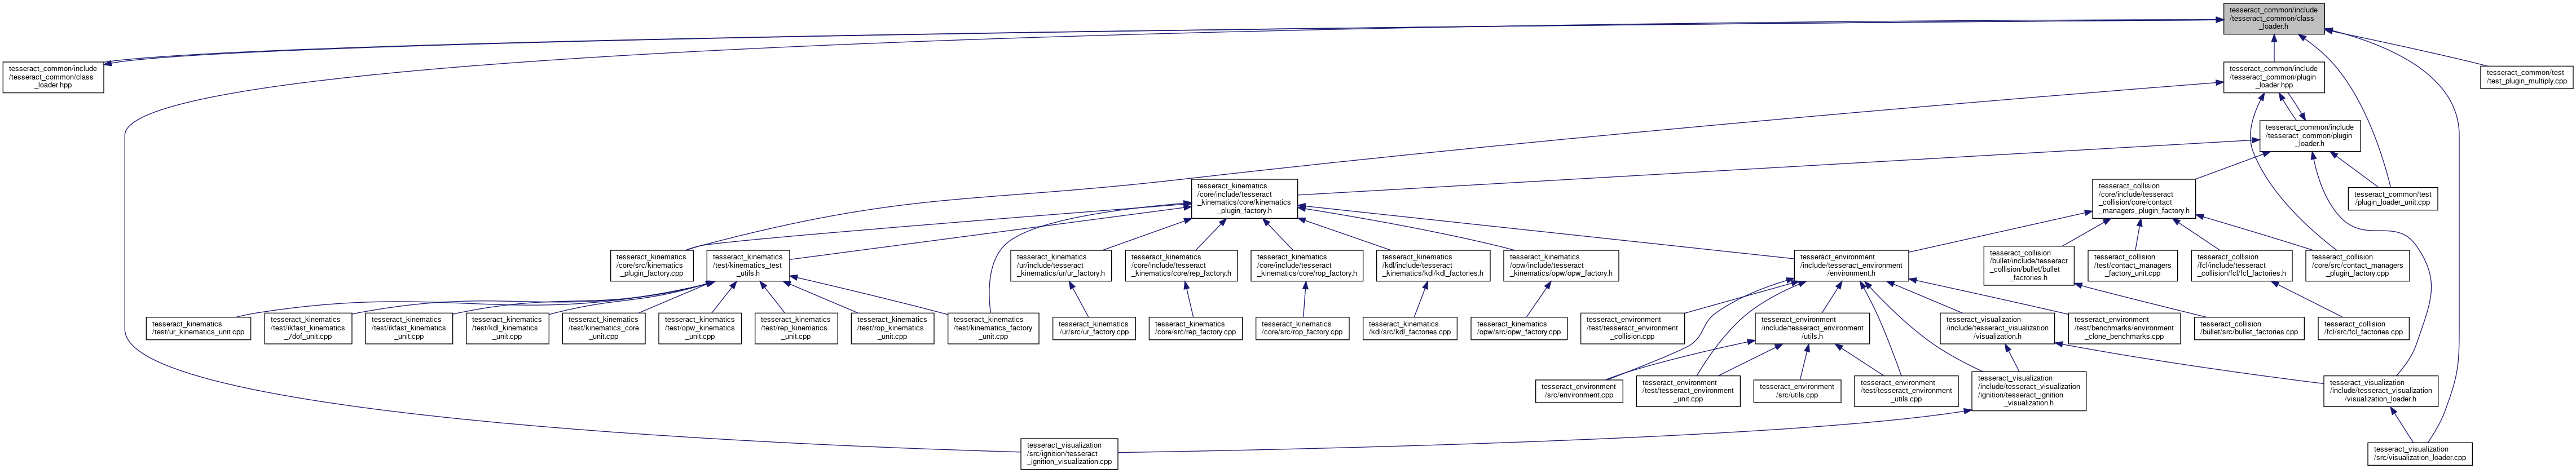 tesseract_common/include
/tesseract_common/class
_loader.h
tesseract_common/include
/tesseract_common/class
_loader.hpp
tesseract_common/include
/tesseract_common/plugin
_loader.hpp
tesseract_common/test
/test_plugin_multiply.cpp
tesseract_common/include
/tesseract_common/plugin
_loader.h
tesseract_kinematics
/core/include/tesseract
_kinematics/core/kinematics
_plugin_factory.h
tesseract_collision
/core/include/tesseract
_collision/core/contact
_managers_plugin_factory.h
tesseract_common/test
/plugin_loader_unit.cpp
tesseract_kinematics
/core/src/kinematics
_plugin_factory.cpp
tesseract_kinematics
/test/kinematics_test
_utils.h
tesseract_kinematics
/ur/include/tesseract
_kinematics/ur/ur_factory.h
tesseract_kinematics
/core/include/tesseract
_kinematics/core/rep_factory.h
tesseract_kinematics
/core/include/tesseract
_kinematics/core/rop_factory.h
tesseract_kinematics
/kdl/include/tesseract
_kinematics/kdl/kdl_factories.h
tesseract_kinematics
/opw/include/tesseract
_kinematics/opw/opw_factory.h
tesseract_environment
/include/tesseract_environment
/environment.h
tesseract_collision
/bullet/include/tesseract
_collision/bullet/bullet
_factories.h
tesseract_collision
/test/contact_managers
_factory_unit.cpp
tesseract_collision
/fcl/include/tesseract
_collision/fcl/fcl_factories.h
tesseract_collision
/core/src/contact_managers
_plugin_factory.cpp
tesseract_kinematics
/test/ur_kinematics_unit.cpp
tesseract_kinematics
/test/ikfast_kinematics
_7dof_unit.cpp
tesseract_kinematics
/test/ikfast_kinematics
_unit.cpp
tesseract_kinematics
/test/kdl_kinematics
_unit.cpp
tesseract_kinematics
/test/kinematics_core
_unit.cpp
tesseract_kinematics
/test/opw_kinematics
_unit.cpp
tesseract_kinematics
/test/rep_kinematics
_unit.cpp
tesseract_kinematics
/test/rop_kinematics
_unit.cpp
tesseract_kinematics
/test/kinematics_factory
_unit.cpp
tesseract_kinematics
/ur/src/ur_factory.cpp
tesseract_kinematics
/core/src/rep_factory.cpp
tesseract_kinematics
/core/src/rop_factory.cpp
tesseract_kinematics
/kdl/src/kdl_factories.cpp
tesseract_kinematics
/opw/src/opw_factory.cpp
tesseract_environment
/test/tesseract_environment
_collision.cpp
tesseract_environment
/include/tesseract_environment
/utils.h
tesseract_visualization
/include/tesseract_visualization
/visualization.h
tesseract_environment
/test/benchmarks/environment
_clone_benchmarks.cpp
tesseract_collision
/bullet/src/bullet_factories.cpp
tesseract_collision
/fcl/src/fcl_factories.cpp
tesseract_environment
/src/environment.cpp
tesseract_environment
/test/tesseract_environment
_unit.cpp
tesseract_environment
/src/utils.cpp
tesseract_environment
/test/tesseract_environment
_utils.cpp
tesseract_visualization
/include/tesseract_visualization
/ignition/tesseract_ignition
_visualization.h
tesseract_visualization
/include/tesseract_visualization
/visualization_loader.h
tesseract_visualization
/src/ignition/tesseract
_ignition_visualization.cpp
tesseract_visualization
/src/visualization_loader.cpp